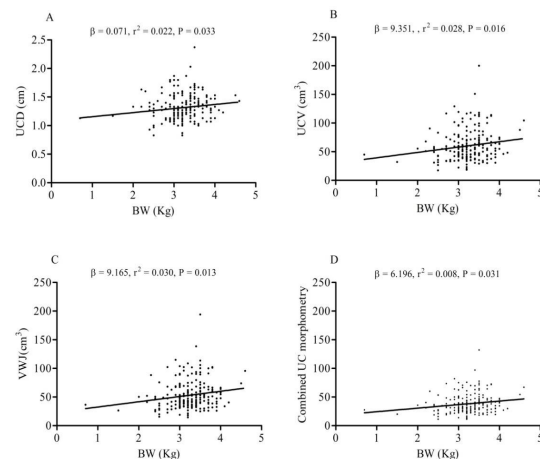 A
β = 0.071, r² = 0.022, P = 0.033
UCD (cm)
2.5
2.0
1.5
1.0
0.5
0.0
0 1 2 3 4 5
BW (Kg)
B
β = 9.351, , r² = 0.028, P = 0.016
UCV (cm³)
250
200
150
100
50
0
0 1 2 3 4 5
BW (Kg)
C
β = 9.165, r² = 0.030, P = 0.013
VWJ(cm³)
250
200
150
100
50
0
0 1 2 3 4 5
BW (Kg)
D
β = 6.196, r² = 0.008, P = 0.031
Combined UC morphometry
250
200
150
100
50
0
0 1 2 3 4 5
BW (Kg)